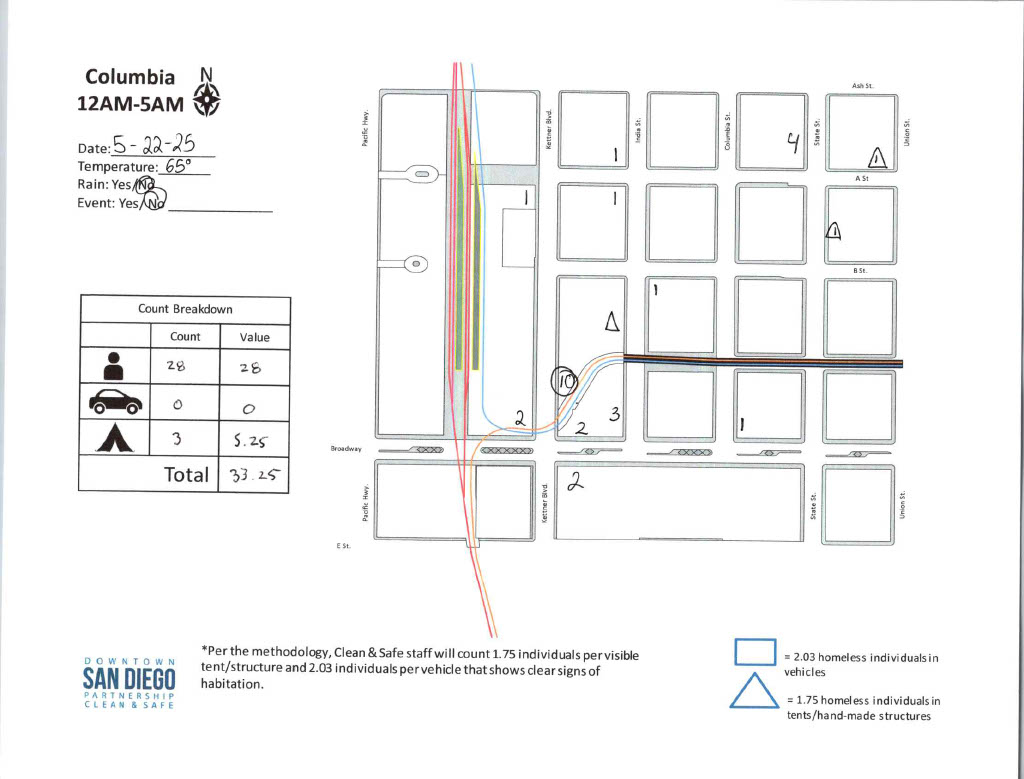 Columbia
12AM-5AM
N
Date: 5-22-25
Temperature: 65°
Rain: Yes/No
Event: Yes/No
Count Breakdown
Count Value
28 28
0 0
3 5.25
Total 33.25
Ash St.
Pacific Hwy.
Kettner Blvd.
India St.
Columbia St.
State St.
Union St.
1
4
1
A St
1
1
1
B St.
1
10
2
2
3
1
Broadway
2
Pacific Hwy.
Kettner Blvd.
State St.
Union St.
E St.
*Per the methodology, Clean & Safe staff will count 1.75 individuals per visible
tent/structure and 2.03 individuals per vehicle that shows clear signs of
habitation.
DOWNTOWN
SAN DIEGO
PARTNERSHIP
CLEAN & SAFE
= 2.03 homeless individuals in
vehicles
= 1.75 homeless individuals in
tents/hand-made structures